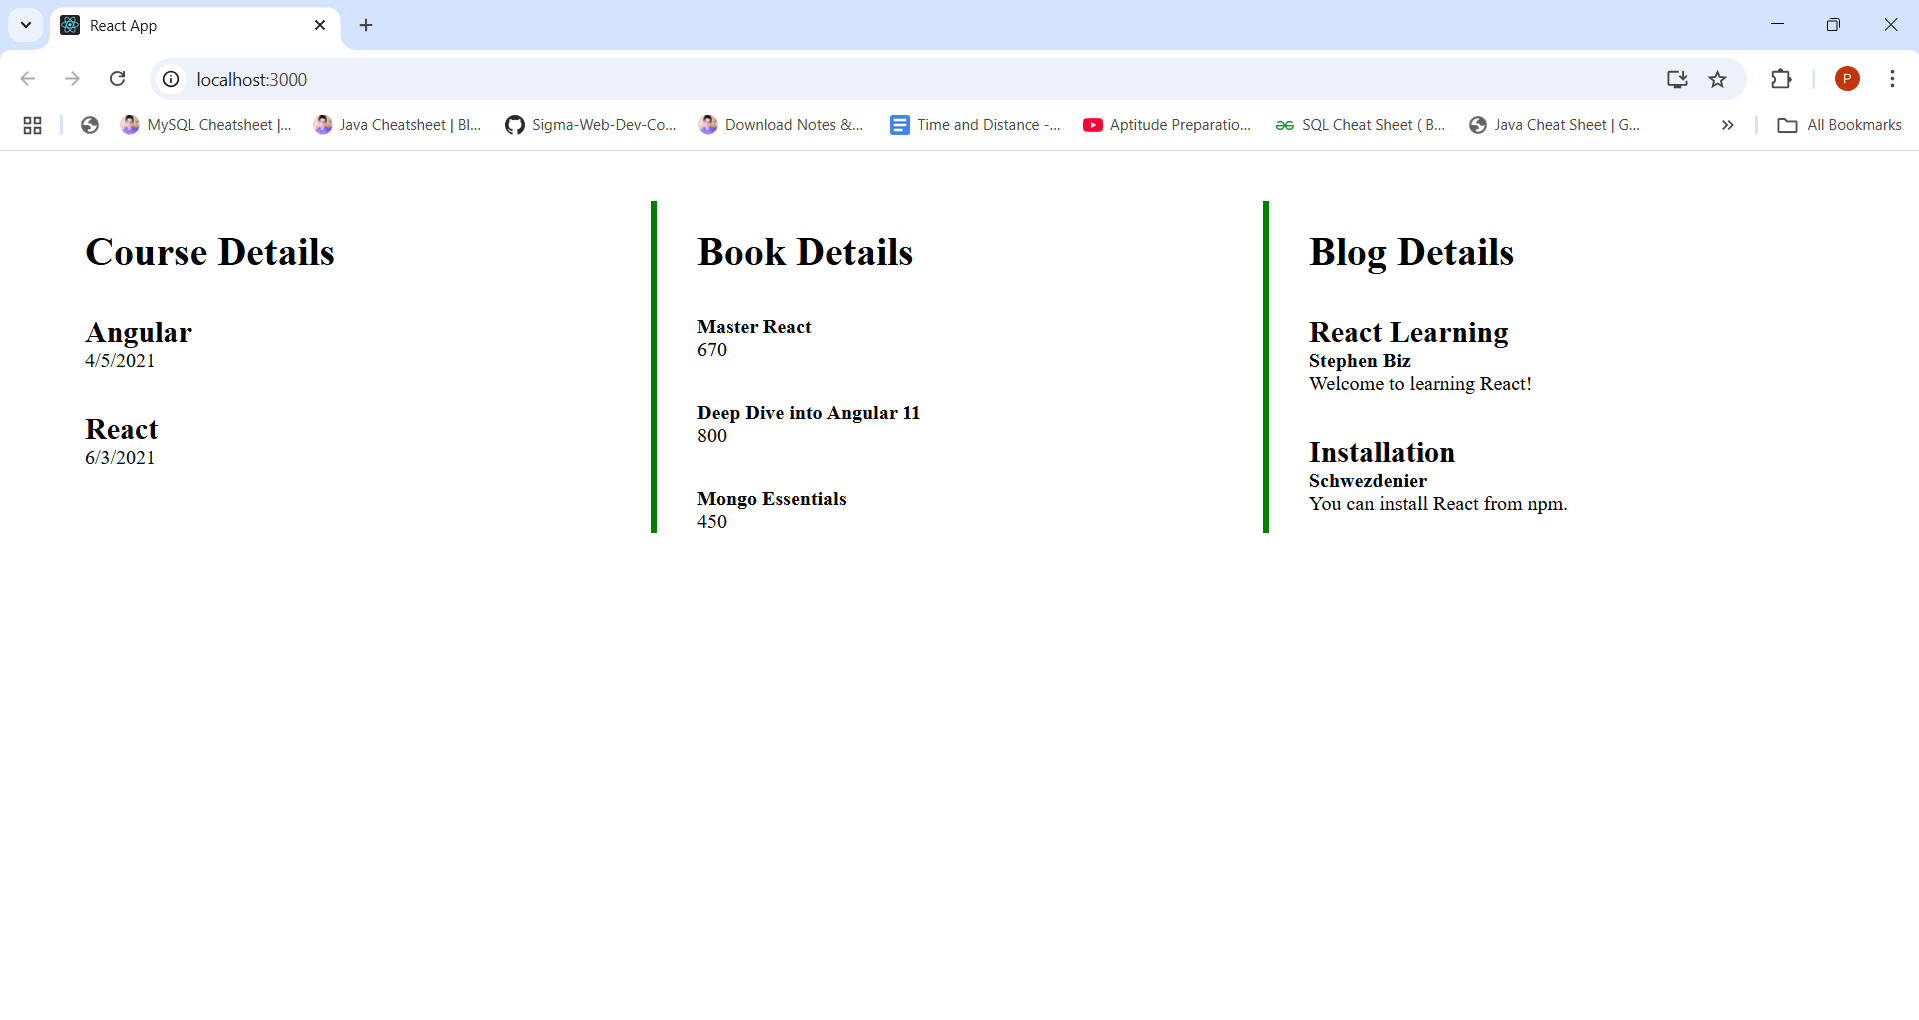 React App
localhost:3000
MySQL Cheatsheet |... Java Cheatsheet | Bl... Sigma-Web-Dev-Co... Download Notes &... Time and Distance -... Aptitude Preparatio... SQL Cheat Sheet ( B... Java Cheat Sheet | G... All Bookmarks
P
Course Details
Angular
4/5/2021
React
6/3/2021
Book Details
Master React
670
Deep Dive into Angular 11
800
Mongo Essentials
450
Blog Details
React Learning
Stephen Biz
Welcome to learning React!
Installation
Schwezdenier
You can install React from npm.